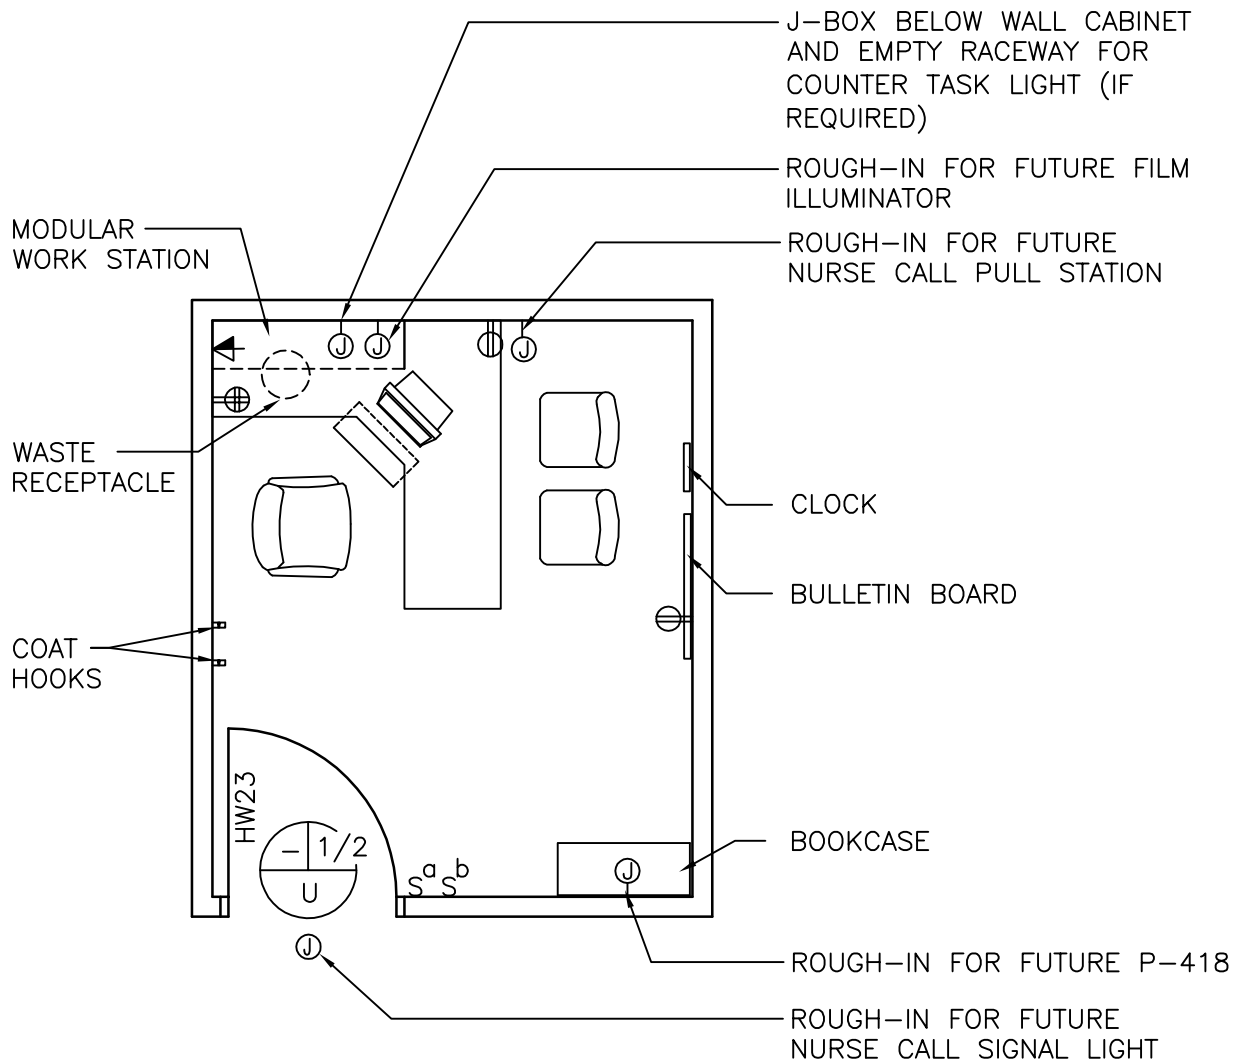 J-BOX BELOW WALL CABINET
AND EMPTY RACEWAY FOR
COUNTER TASK LIGHT (IF
REQUIRED)
ROUGH-IN FOR FUTURE FILM
ILLUMINATOR
ROUGH-IN FOR FUTURE
NURSE CALL PULL STATION
MODULAR
WORK STATION
J J J
WASTE
RECEPTACLE
CLOCK
BULLETIN BOARD
COAT
HOOKS
HW23
- 1/2
U
BOOKCASE
J
Sa Sb
J
ROUGH-IN FOR FUTURE P-418
ROUGH-IN FOR FUTURE
NURSE CALL SIGNAL LIGHT